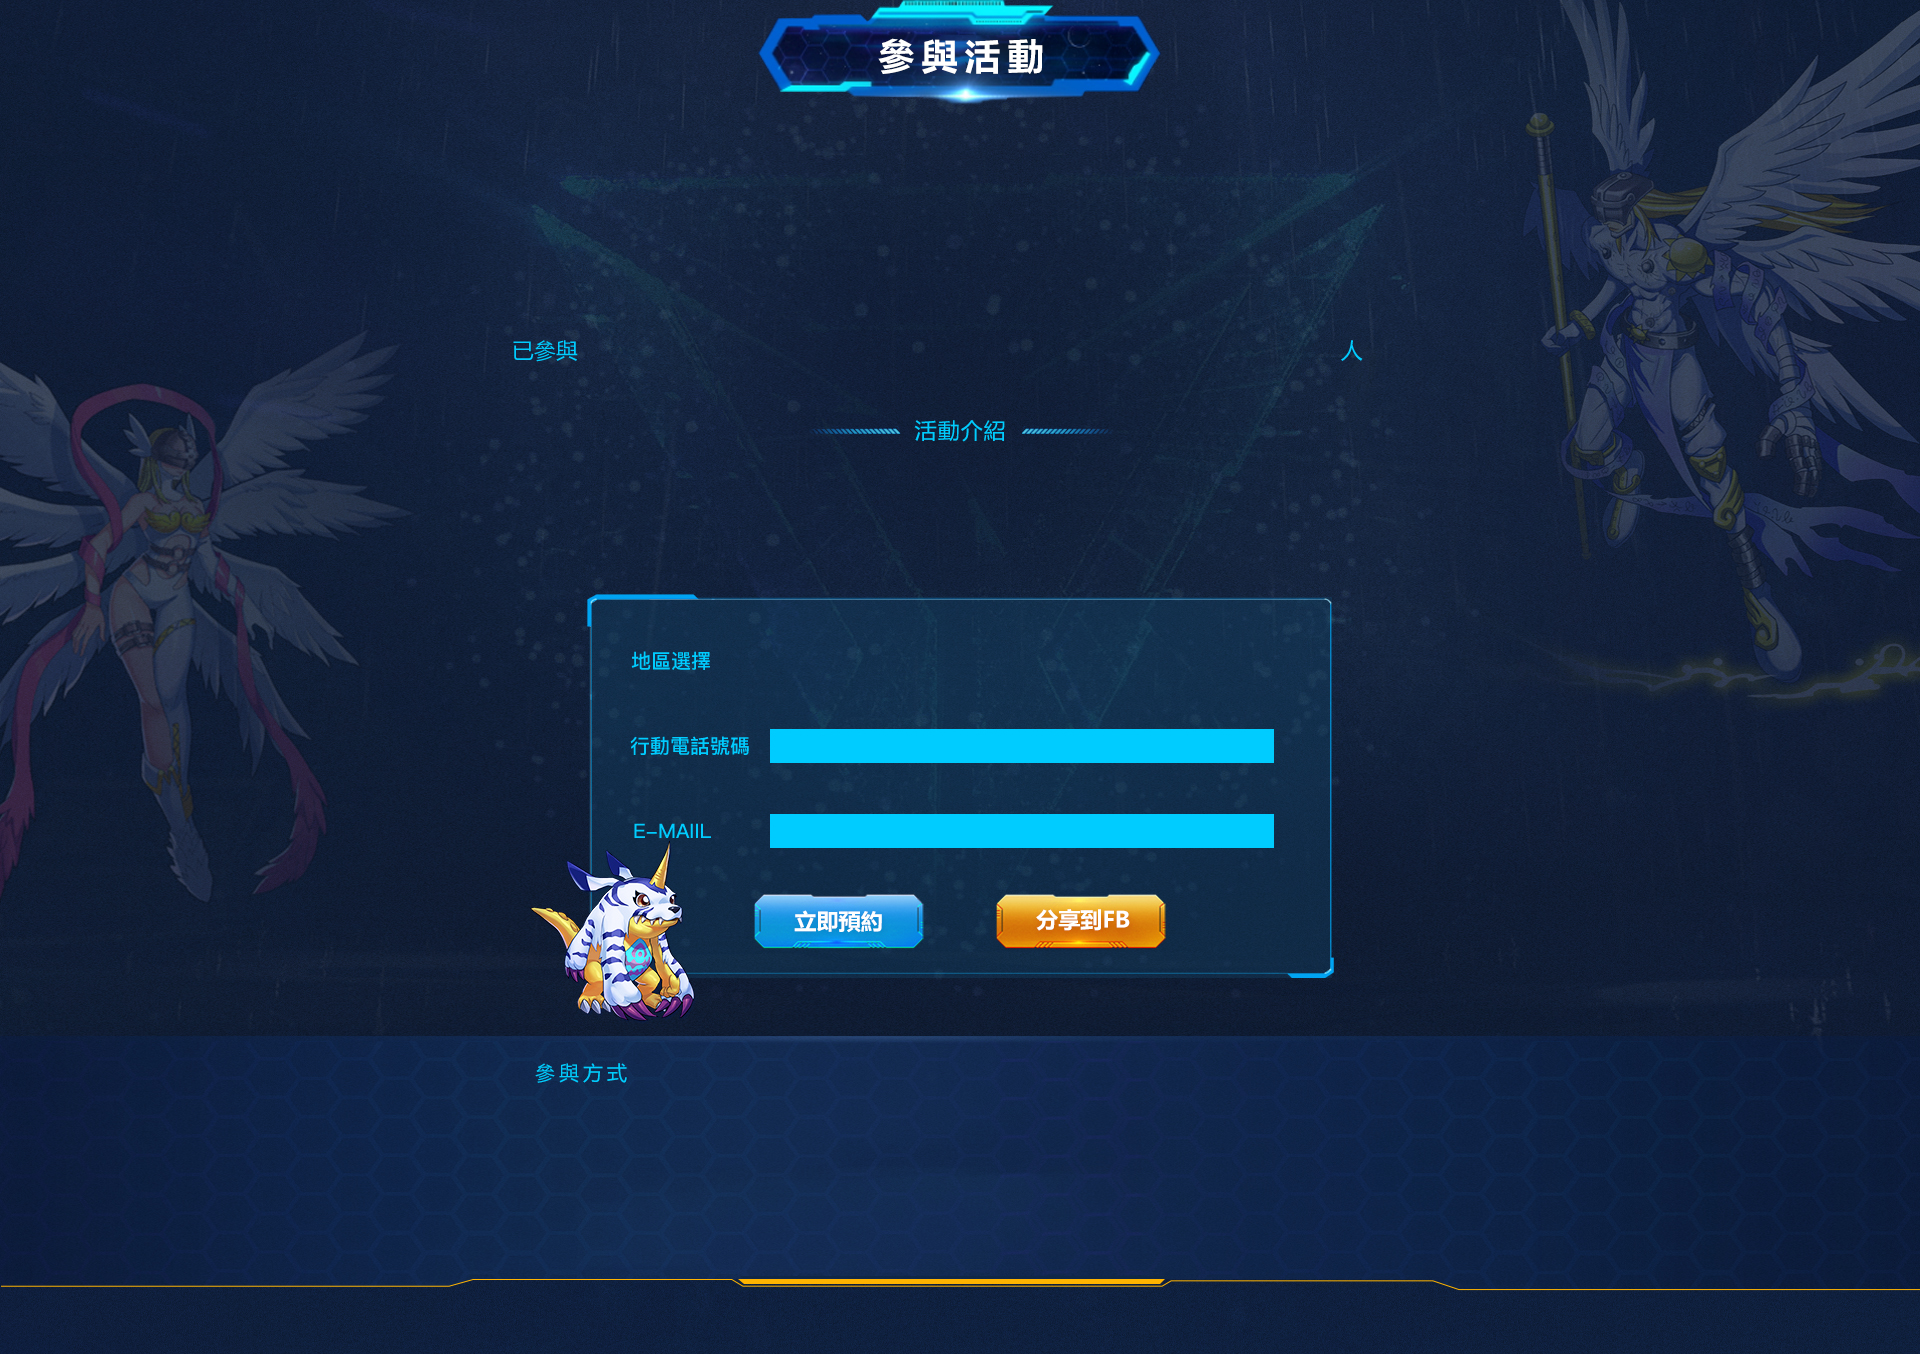 參與活動
已參與 人
活動介紹
地區選擇
行動電話號碼
E-MAIIL
立即預約 分享到FB
參與方式